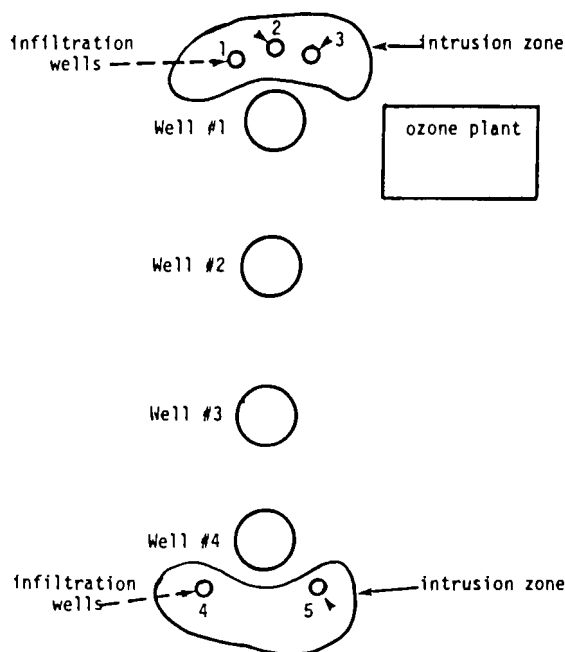 infiltration
wells
1
2
3
intrusion zone
Well #1
ozone plant
Well #2
Well #3
Well #4
infiltration
wells
4
5
intrusion zone